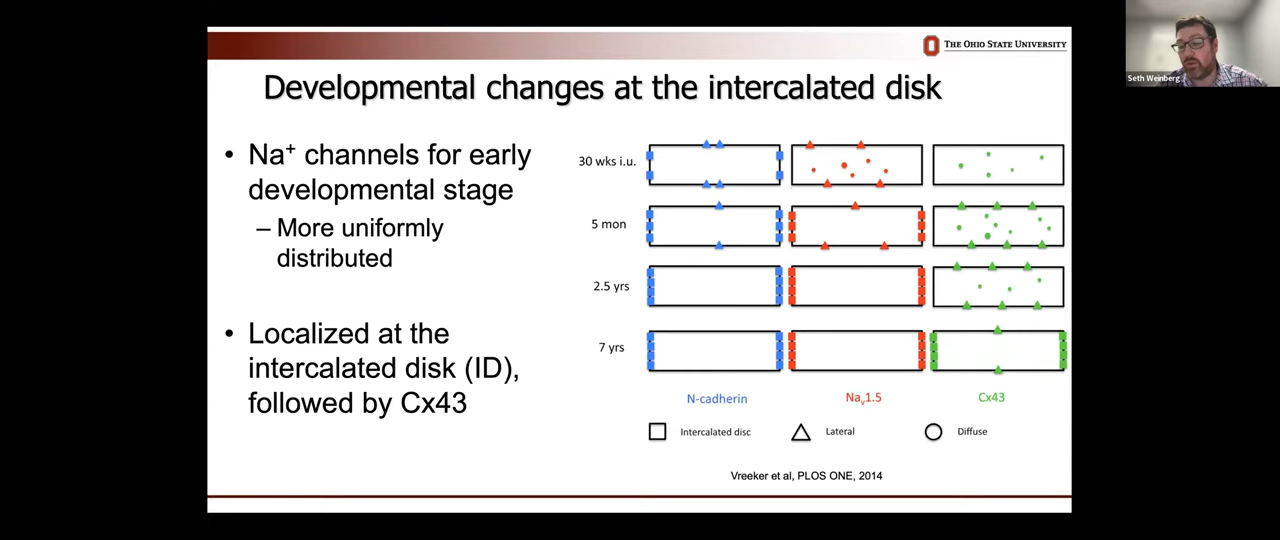 THE OHIO STATE UNIVERSITY
Seth Weinberg
Developmental changes at the intercalated disk
• Na⁺ channels for early
developmental stage
– More uniformly
distributed
• Localized at the
intercalated disk (ID),
followed by Cx43
30 wks i.u.
5 mon
2.5 yrs
7 yrs
N-cadherin
Naᵥ1.5
Cx43
Intercalated disc
Lateral
Diffuse
Vreeker et al, PLOS ONE, 2014